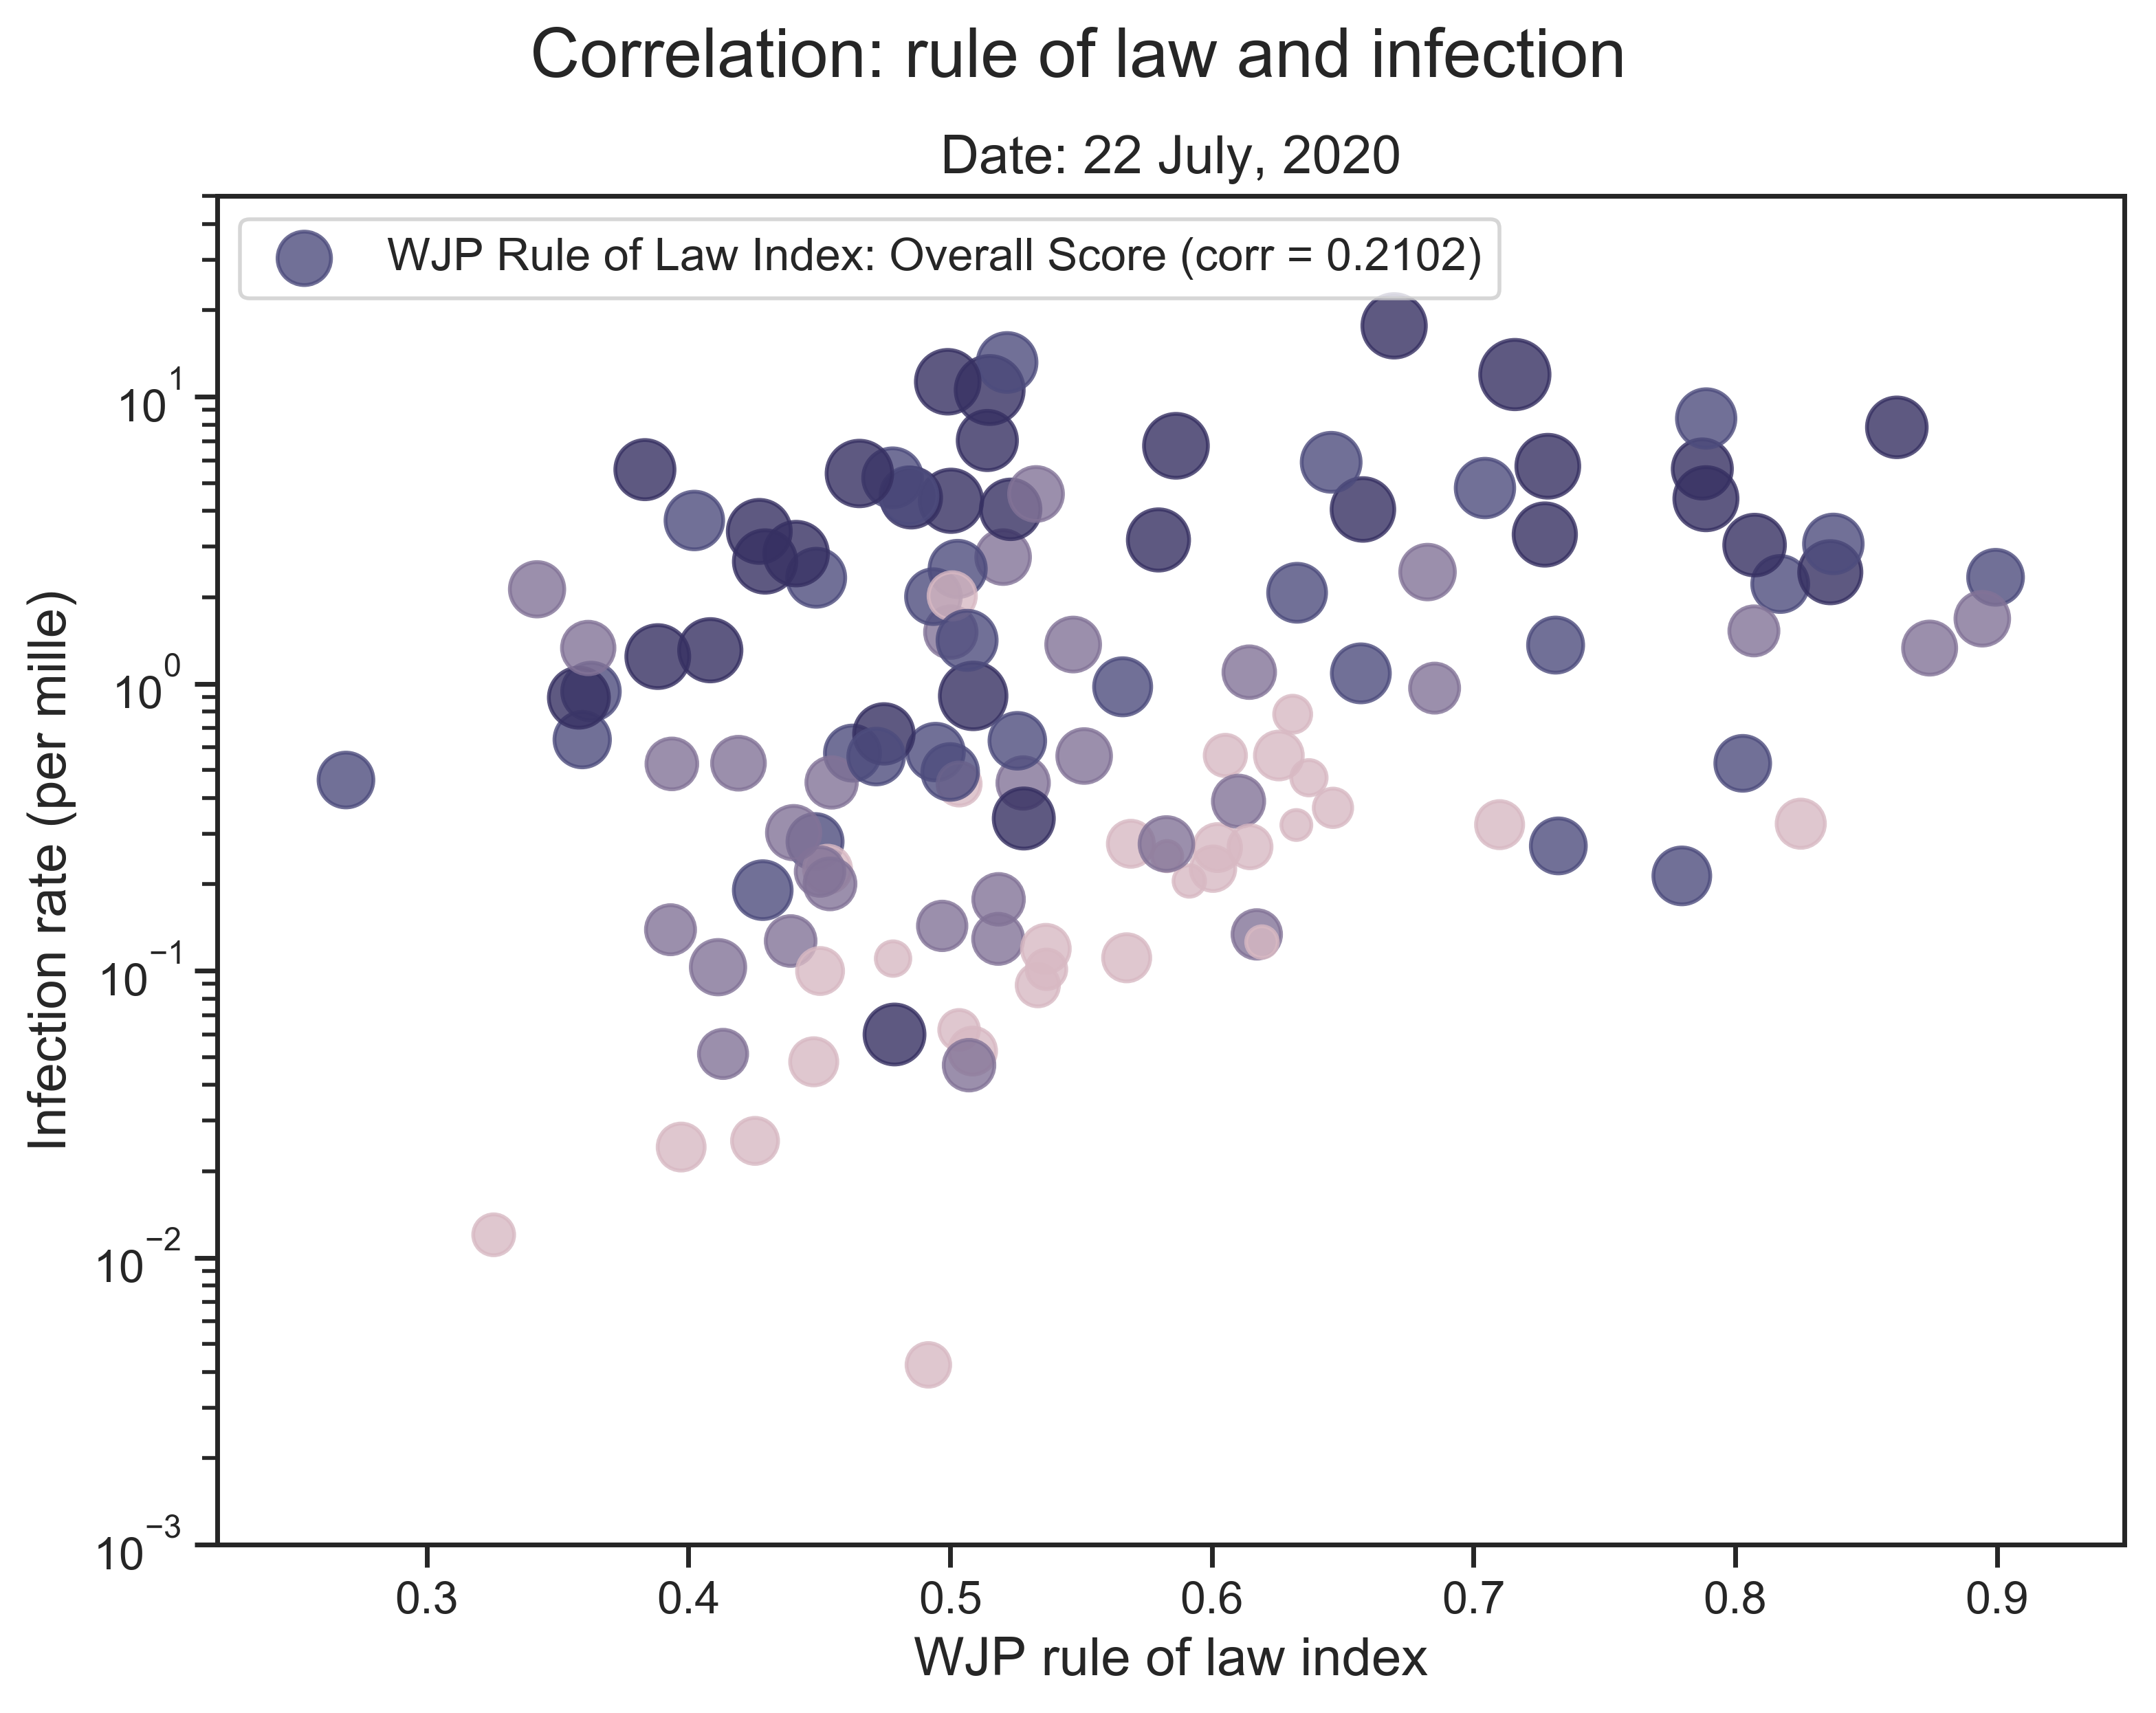 Correlation: rule of law and infection
Date: 22 July, 2020
WJP Rule of Law Index: Overall Score (corr = 0.2102)
Infection rate (per mille)
10^1
10^0
10^−1
10^−2
10^−3
0.3 0.4 0.5 0.6 0.7 0.8 0.9
WJP rule of law index